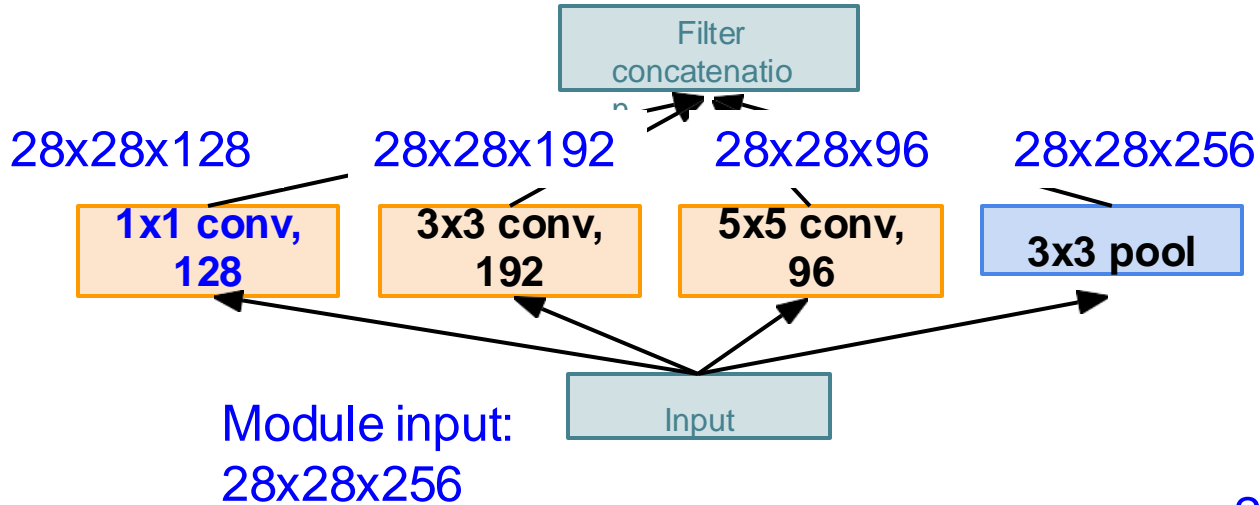 Filter
concatenatio
n
28x28x128
28x28x192
28x28x96
28x28x256
1x1 conv,
128
3x3 conv,
192
5x5 conv,
96
3x3 pool
Input
Module input:
28x28x256